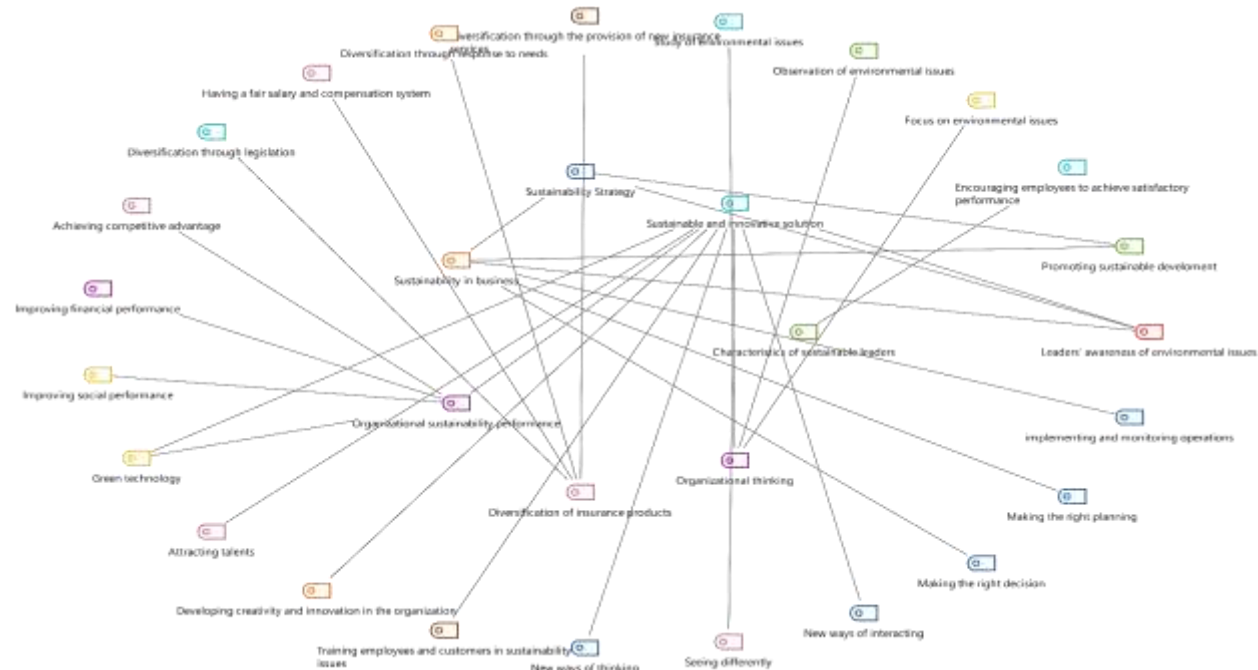 versification through the provision of new insurance
services
Study of environmental issues
Diversification through response to needs
Observation of environmental issues
Having a fair salary and compensation system
Focus on environmental issues
Diversification through legislation
Sustainability Strategy
Encouraging employees to achieve satisfactory
performance
Achieving competitive advantage
Sustainable and innovative solution
Promoting sustainable develoment
Sustainability in business
Improving financial performance
Characteristics of sustainable leaders
Leaders' awareness of environmental issues
Improving social performance
Organizational sustainability performance
implementing and monitoring operations
Green technology
Organizational thinking
Diversification of insurance products
Making the right planning
Attracting talents
Making the right decision
Developing creativity and innovation in the organization
New ways of interacting
Training employees and customers in sustainability
issues
New ways of thinking
Seeing differently